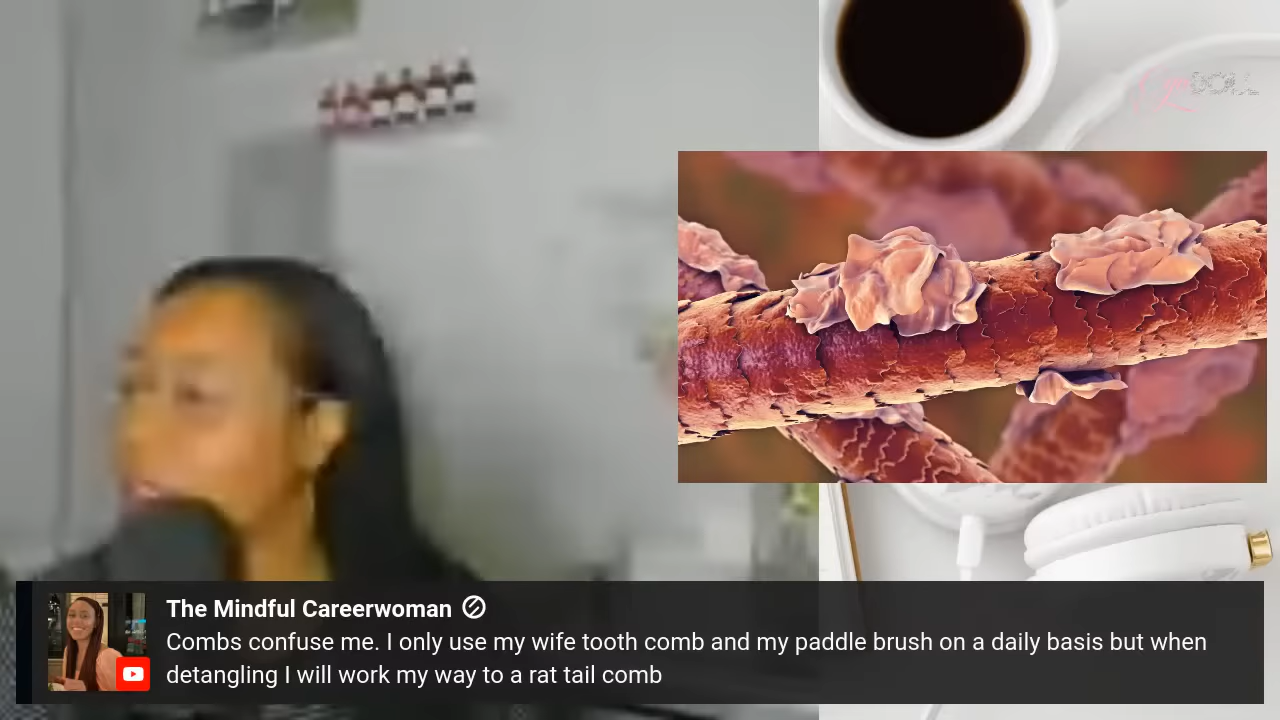 The Mindful Careerwoman
Combs confuse me. I only use my wife tooth comb and my paddle brush on a daily basis but when
detangling I will work my way to a rat tail comb